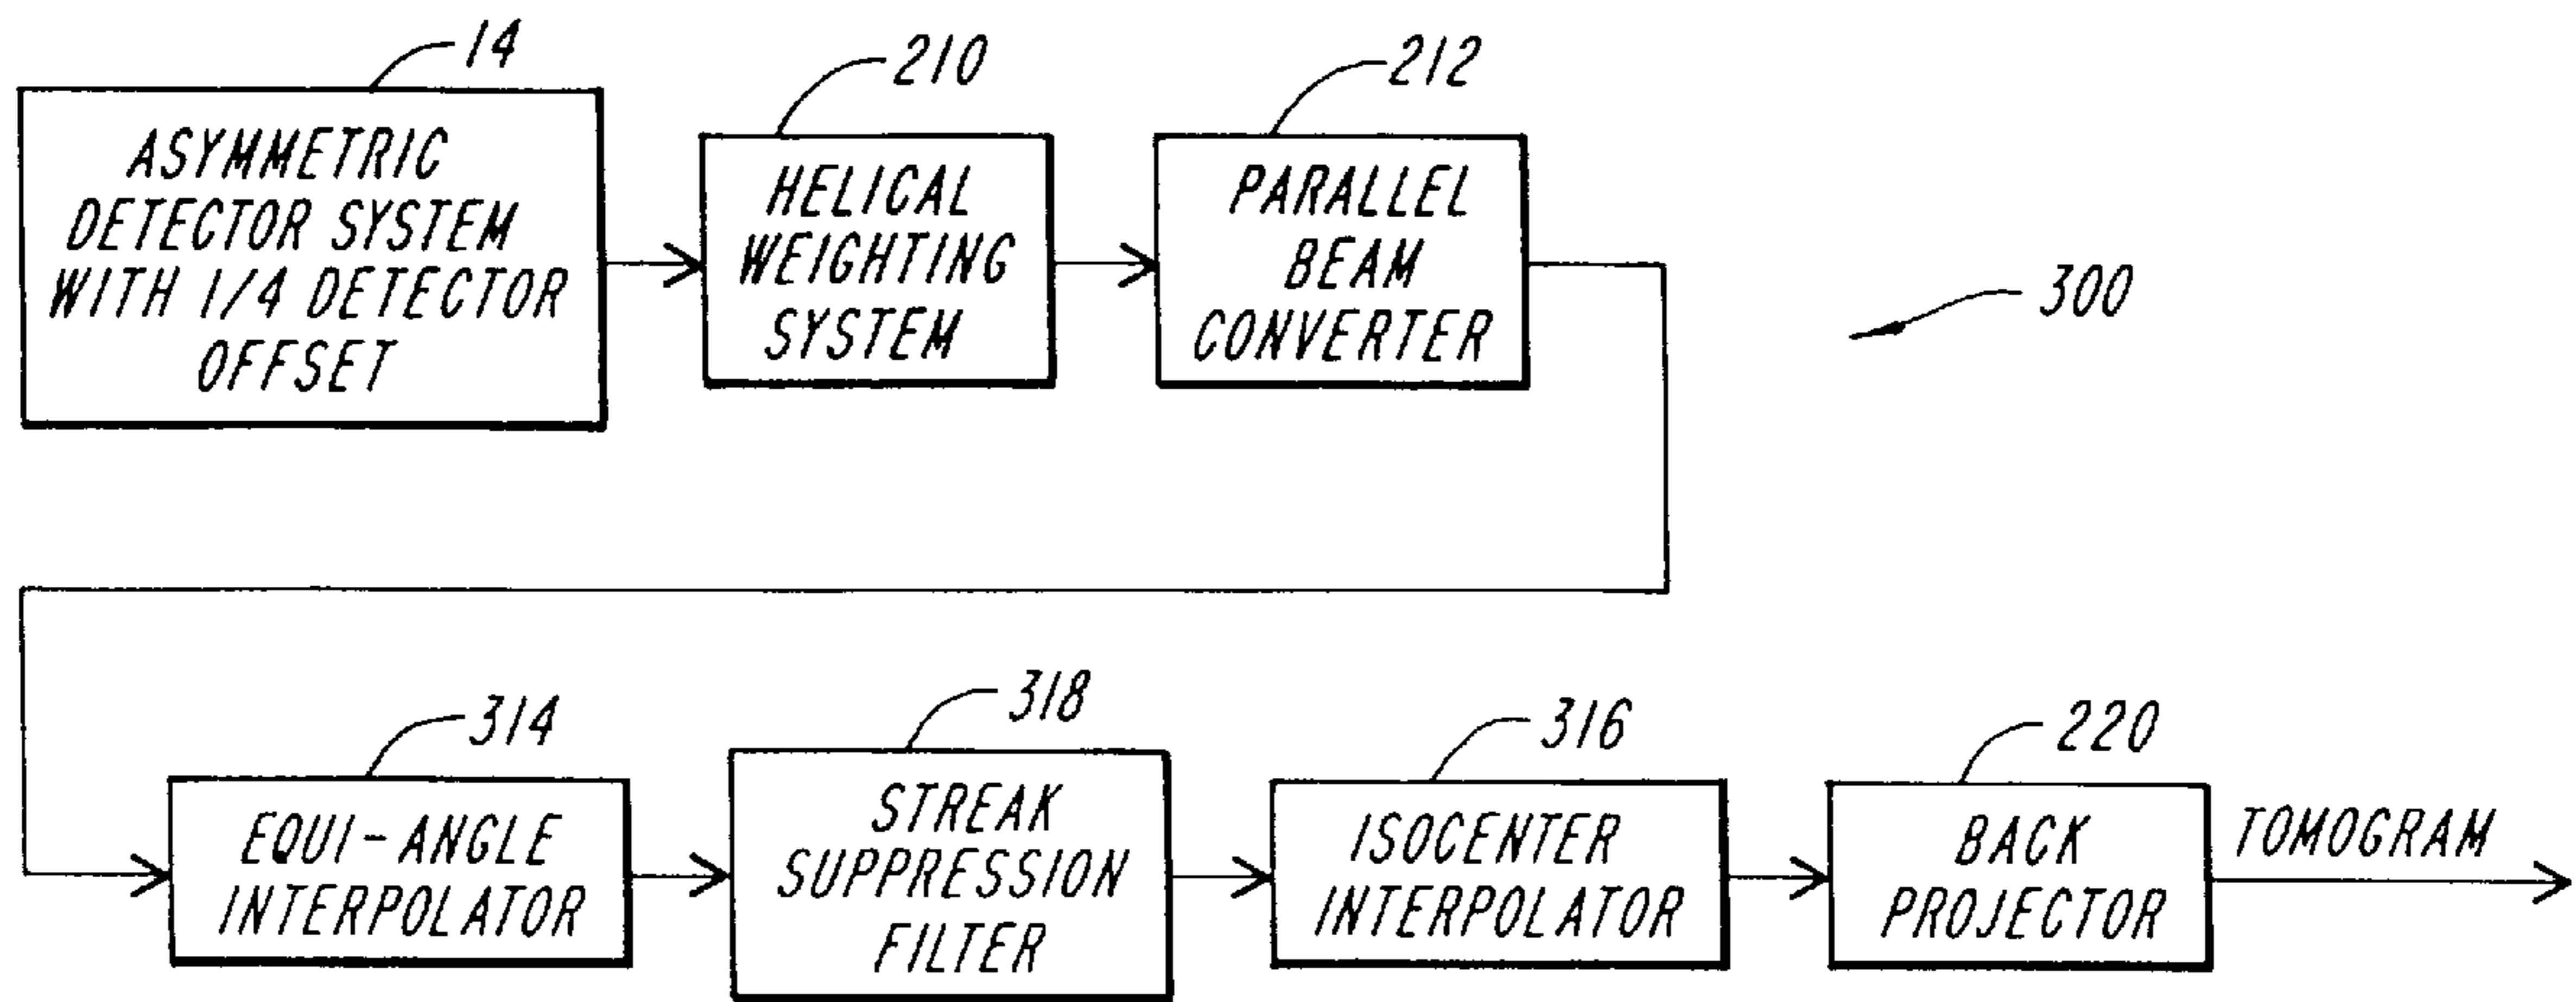 14
ASYMMETRIC
DETECTOR SYSTEM
WITH 1/4 DETECTOR
OFFSET
210
HELICAL
WEIGHTING
SYSTEM
212
PARALLEL
BEAM
CONVERTER
300
314
EQUI-ANGLE
INTERPOLATOR
318
STREAK
SUPPRESSION
FILTER
316
ISOCENTER
INTERPOLATOR
220
BACK
PROJECTOR
TOMOGRAM